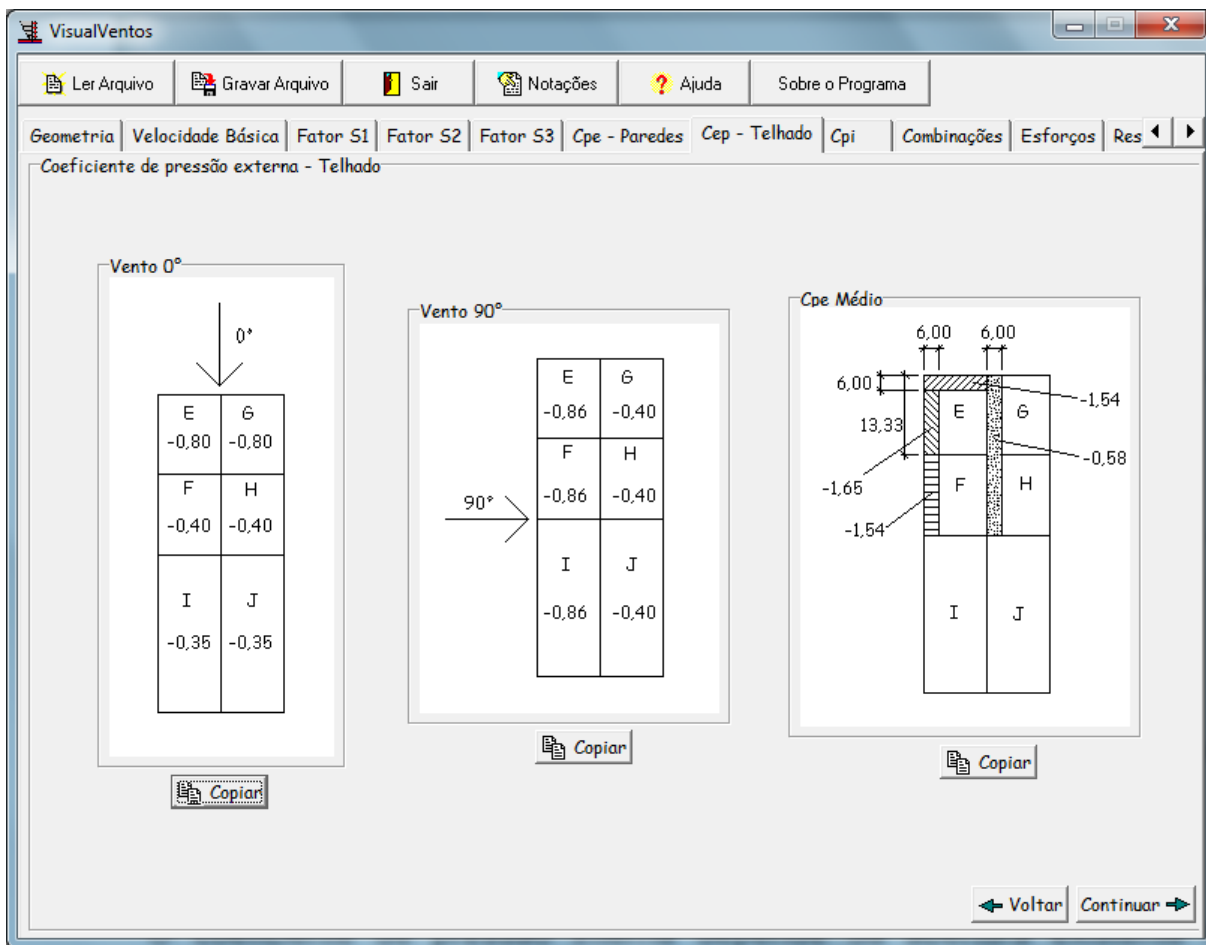 VisualVentos
Ler Arquivo Gravar Arquivo Sair Notações ? Ajuda Sobre o Programa
Geometria Velocidade Básica Fator S1 Fator S2 Fator S3 Cpe - Paredes Cep - Telhado Cpi Combinações Esforços Res
Coeficiente de pressão externa - Telhado
Vento 0°
0°
E G
-0,80 -0,80
F H
-0,40 -0,40
I J
-0,35 -0,35
Copiar
Vento 90°
90°
E G
-0,86 -0,40
F H
-0,86 -0,40
I J
-0,86 -0,40
Copiar
Cpe Médio
6,00 6,00
6,00
-1,54
E G
13,33
-0,58
-1,65
F H
-1,54
I J
Copiar
Voltar Continuar